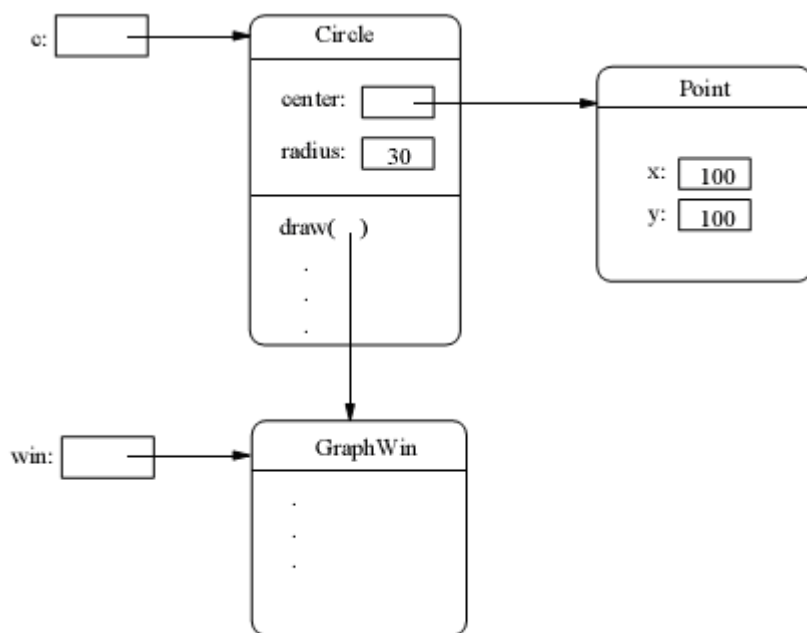 c:
Circle
center:
radius: 30
draw( )
.
.
.
Point
x: 100
y: 100
win:
GraphWin
.
.
.